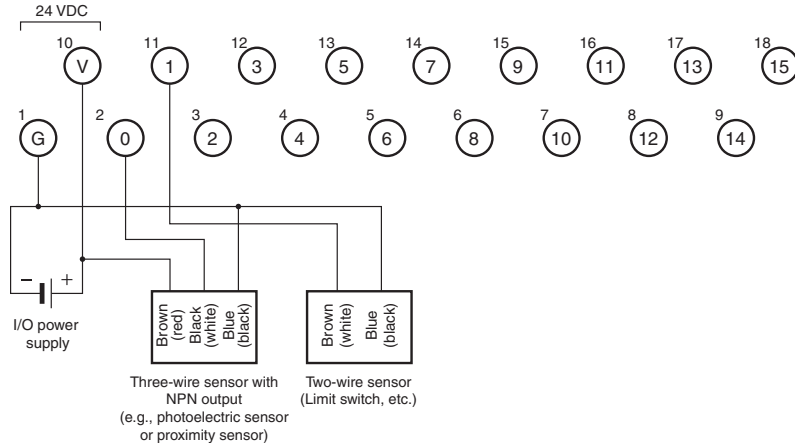 24 VDC
10 11 12 13 14 15 16 17 18
V 1 3 5 7 9 11 13 15
1 2 3 4 5 6 7 8 9
G 0 2 4 6 8 10 12 14
– +
I/O power
supply
Brown
(red)
Black
(white)
Blue
(black)
Brown
(white)
Blue
(black)
Three-wire sensor with
NPN output
(e.g., photoelectric sensor
or proximity sensor)
Two-wire sensor
(Limit switch, etc.)